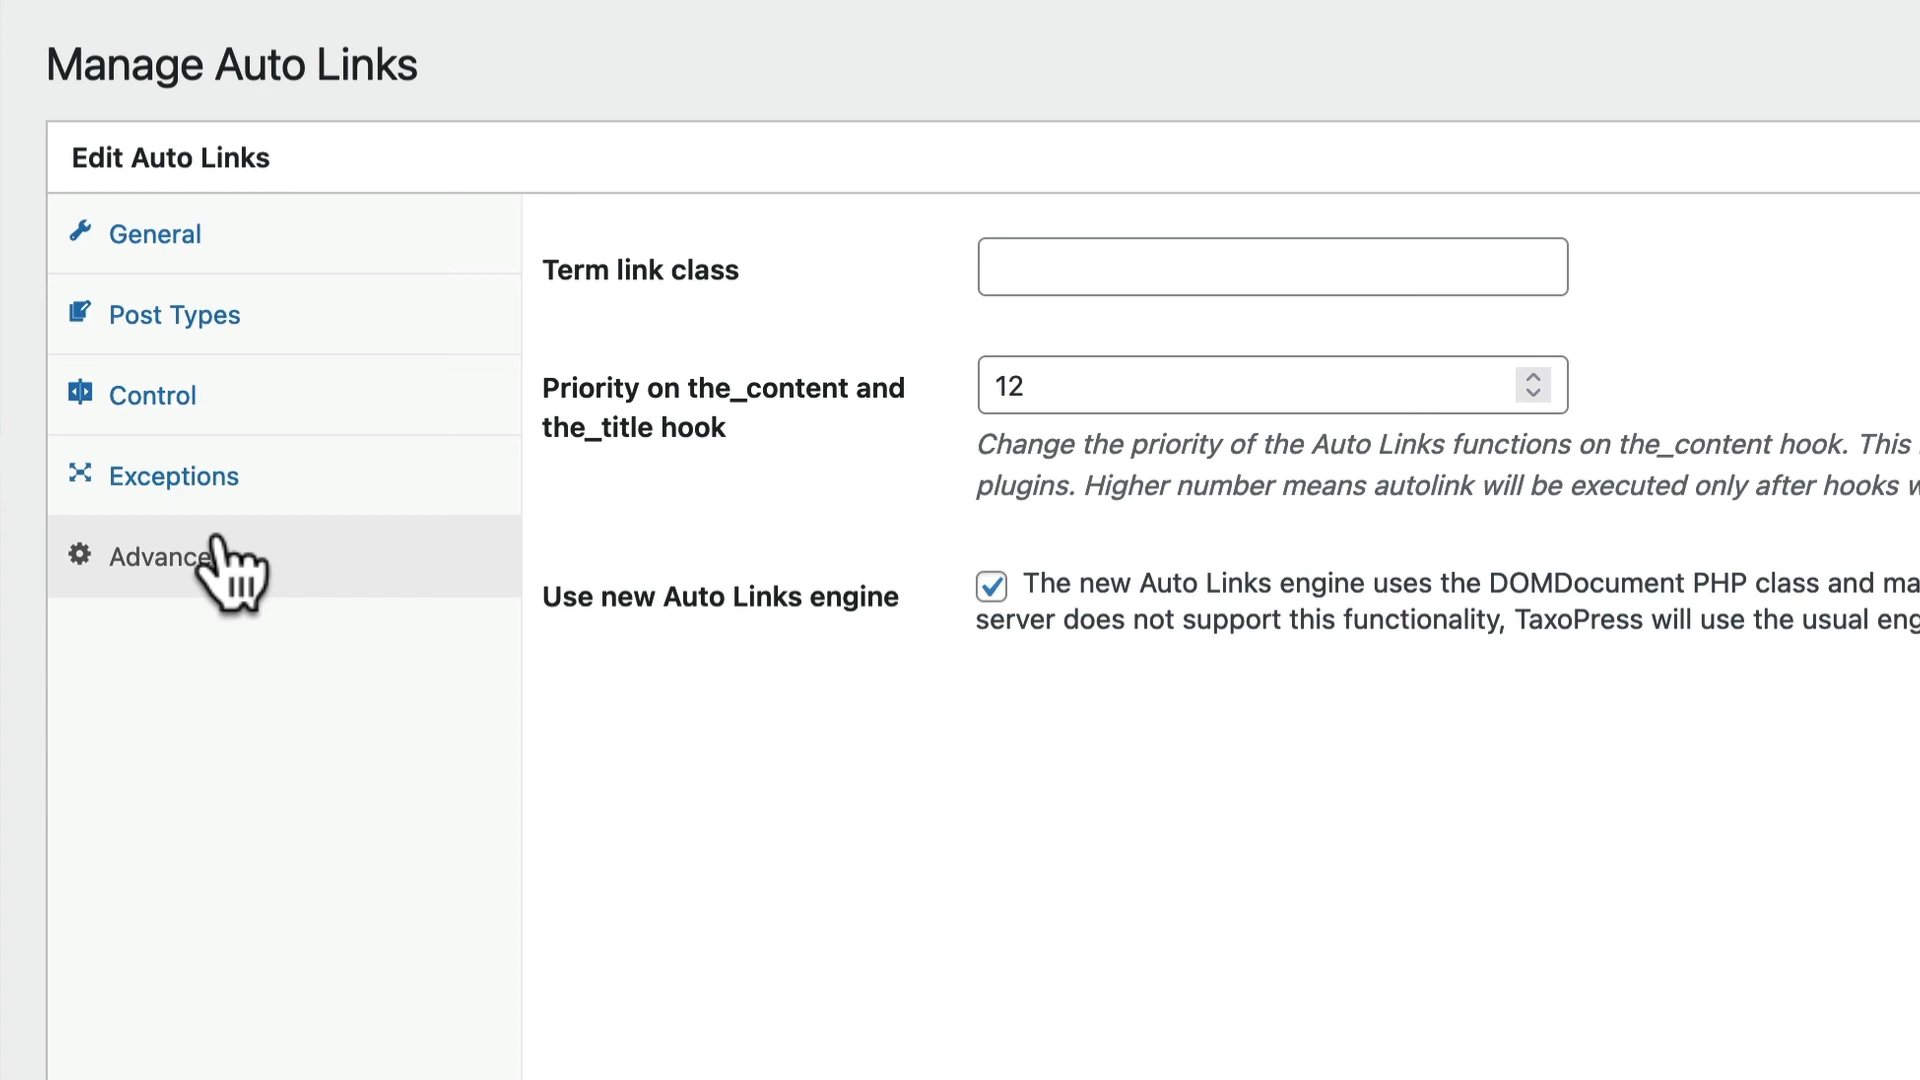 Manage Auto Links
Edit Auto Links
General
Post Types
Control
Exceptions
Advance
Term link class
Priority on the_content and
the_title hook
12
Change the priority of the Auto Links functions on the_content hook. This
plugins. Higher number means autolink will be executed only after hooks
Use new Auto Links engine
The new Auto Links engine uses the DOMDocument PHP class and
server does not support this functionality, TaxoPress will use the usual